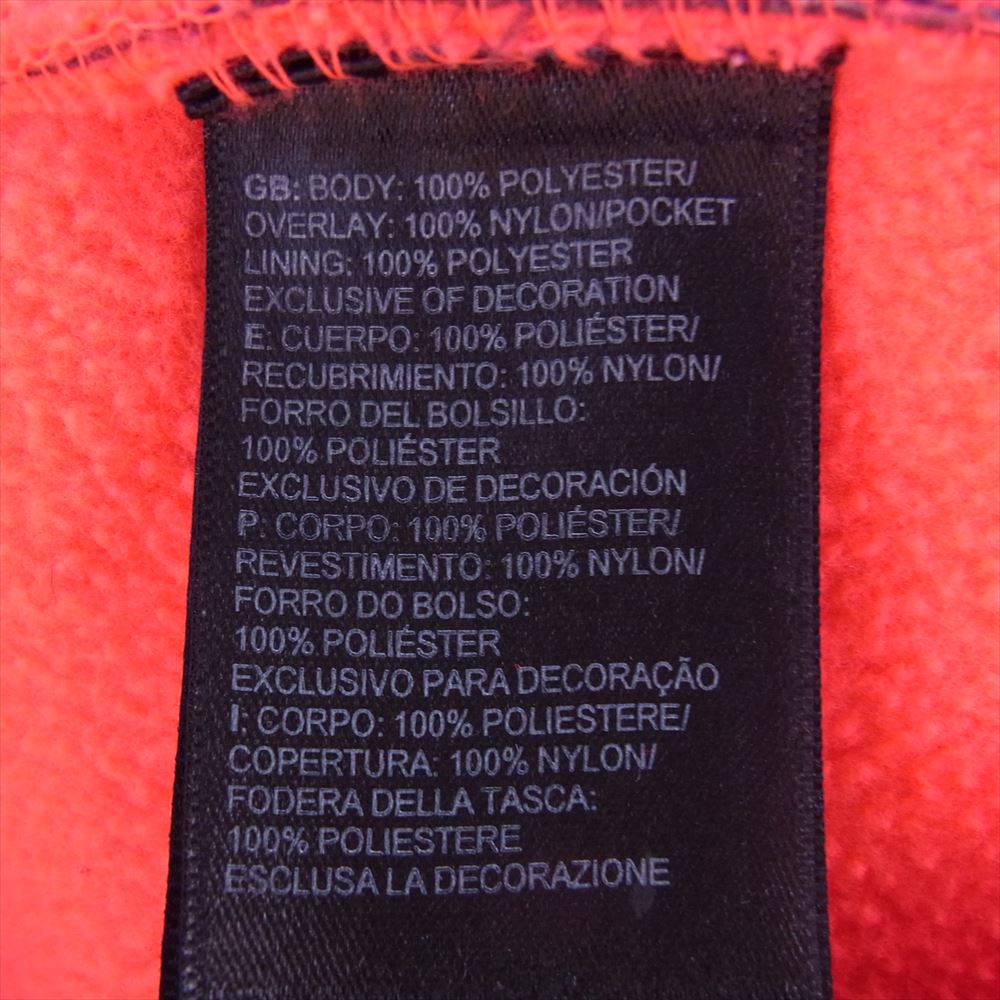 GB: BODY: 100% POLYESTER/
OVERLAY: 100% NYLON/POCKET
LINING: 100% POLYESTER
EXCLUSIVE OF DECORATION
E: CUERPO: 100% POLIÉSTER/
RECUBRIMIENTO: 100% NYLON/
FORRO DEL BOLSILLO:
100% POLIÉSTER
EXCLUSIVO DE DECORACIÓN
P: CORPO: 100% POLIÉSTER/
REVESTIMENTO: 100% NYLON/
FORRO DO BOLSO:
100% POLIÉSTER
EXCLUSIVO PARA DECORAÇÃO
I: CORPO: 100% POLIESTERE/
COPERTURA: 100% NYLON/
FODERA DELLA TASCA:
100% POLIESTERE
ESCLUSA LA DECORAZIONE